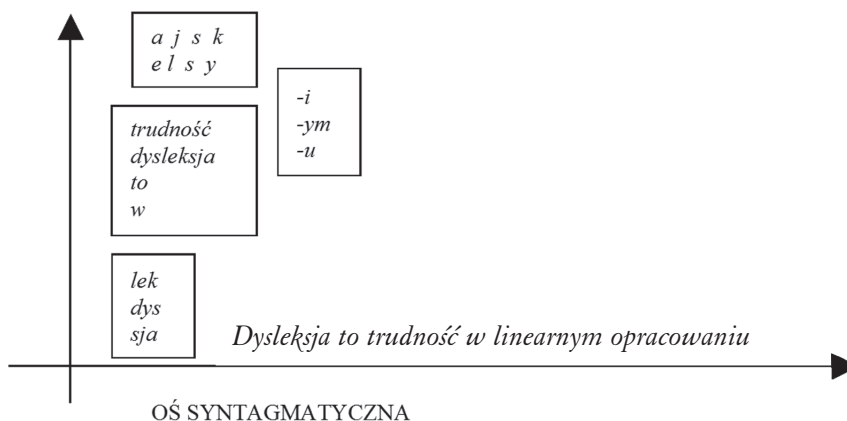 a j s k
e l s y
-i
-ym
-u
trudność
dysleksja
to
w
lek
dys
sja
Dysleksja to trudność w linearnym opracowaniu
OŚ SYNTAGMATYCZNA